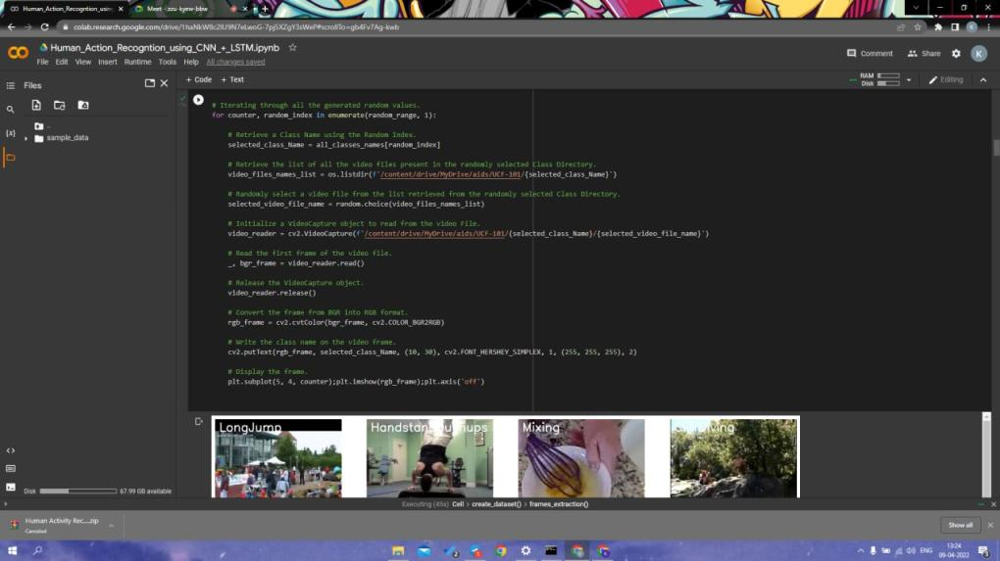 Human_Action_Recogntion_usin
Meet - zzu-kyew-bbw
colab.research.google.com/drive/1haNkW8c2IU9N7eLwoG-7pj5XZgY3sWeP#scrollTo=gb4Fv7Ag-kwb
Human_Action_Recogntion_using_CNN_+_LSTM.ipynb
File Edit View Insert Runtime Tools Help All changes saved
Comment Share K
Files
+ Code + Text
RAM
Disk
Editing
..
sample_data
# Iterating through all the generated random values.
for counter, random_index in enumerate(random_range, 1):
# Retrieve a Class Name using the Random Index.
selected_class_Name = all_classes_names[random_index]
# Retrieve the list of all the video files present in the randomly selected Class Directory.
video_files_names_list = os.listdir(f'/content/drive/MyDrive/aids/UCF-101/{selected_class_Name}')
# Randomly select a video file from the list retrieved from the randomly selected Class Directory.
selected_video_file_name = random.choice(video_files_names_list)
# Initialize a VideoCapture object to read from the video File.
video_reader = cv2.VideoCapture(f'/content/drive/MyDrive/aids/UCF-101/{selected_class_Name}/{selected_video_file_name}')
# Read the first frame of the video file.
_, bgr_frame = video_reader.read()
# Release the VideoCapture object.
video_reader.release()
# Convert the frame from BGR into RGB format.
rgb_frame = cv2.cvtColor(bgr_frame, cv2.COLOR_BGR2RGB)
# Write the class name on the video frame.
cv2.putText(rgb_frame, selected_class_Name, (10, 30), cv2.FONT_HERSHEY_SIMPLEX, 1, (255, 255, 255), 2)
# Display the frame.
plt.subplot(5, 4, counter);plt.imshow(rgb_frame);plt.axis('off')
LongJump HandstandPushups Mixing
Disk 67.99 GB available
Executing (45s) Cell > create_dataset() > frames_extraction()
Human Activity Rec....zip
Canceled
Show all
ENG
13:24
09-04-2022